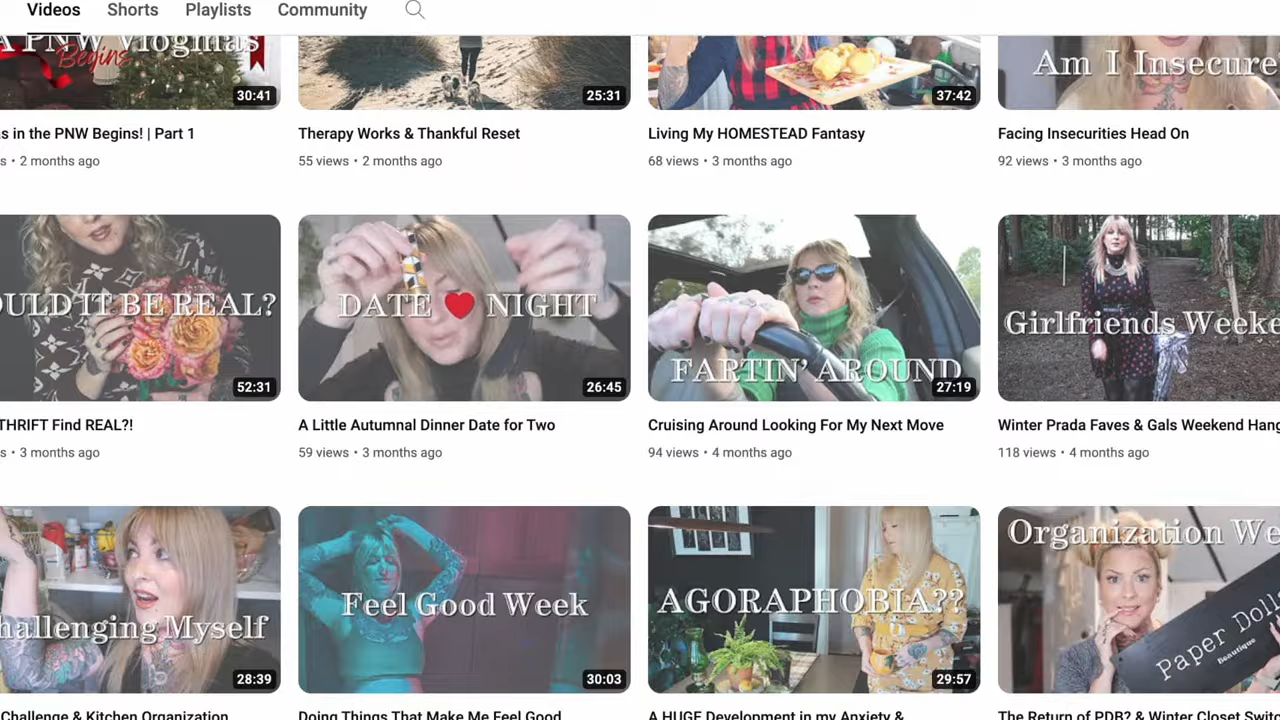 Videos Shorts Playlists Community
A PNW Vlogmas
Begins
30:41
25:31
37:42
Am I Insecure
s in the PNW Begins! | Part 1
Therapy Works & Thankful Reset
Living My HOMESTEAD Fantasy
Facing Insecurities Head On
s • 2 months ago
55 views • 2 months ago
68 views • 3 months ago
92 views • 3 months ago
OULD IT BE REAL?
52:31
DATE ❤ NIGHT
26:45
FARTIN' AROUND
27:19
Girlfriends Weeke
THRIFT Find REAL?!
A Little Autumnal Dinner Date for Two
Cruising Around Looking For My Next Move
Winter Prada Faves & Gals Weekend Hang
s • 3 months ago
59 views • 3 months ago
94 views • 4 months ago
118 views • 4 months ago
hallenging Myself
28:39
Feel Good Week
30:03
AGORAPHOBIA??
29:57
Organization We
Paper Doll
Beautique
Challenge & Kitchen Organization
Doing Things That Make Me Feel Good
A HUGE Development in my Anxiety &
The Return of PDB? & Winter Closet Switc